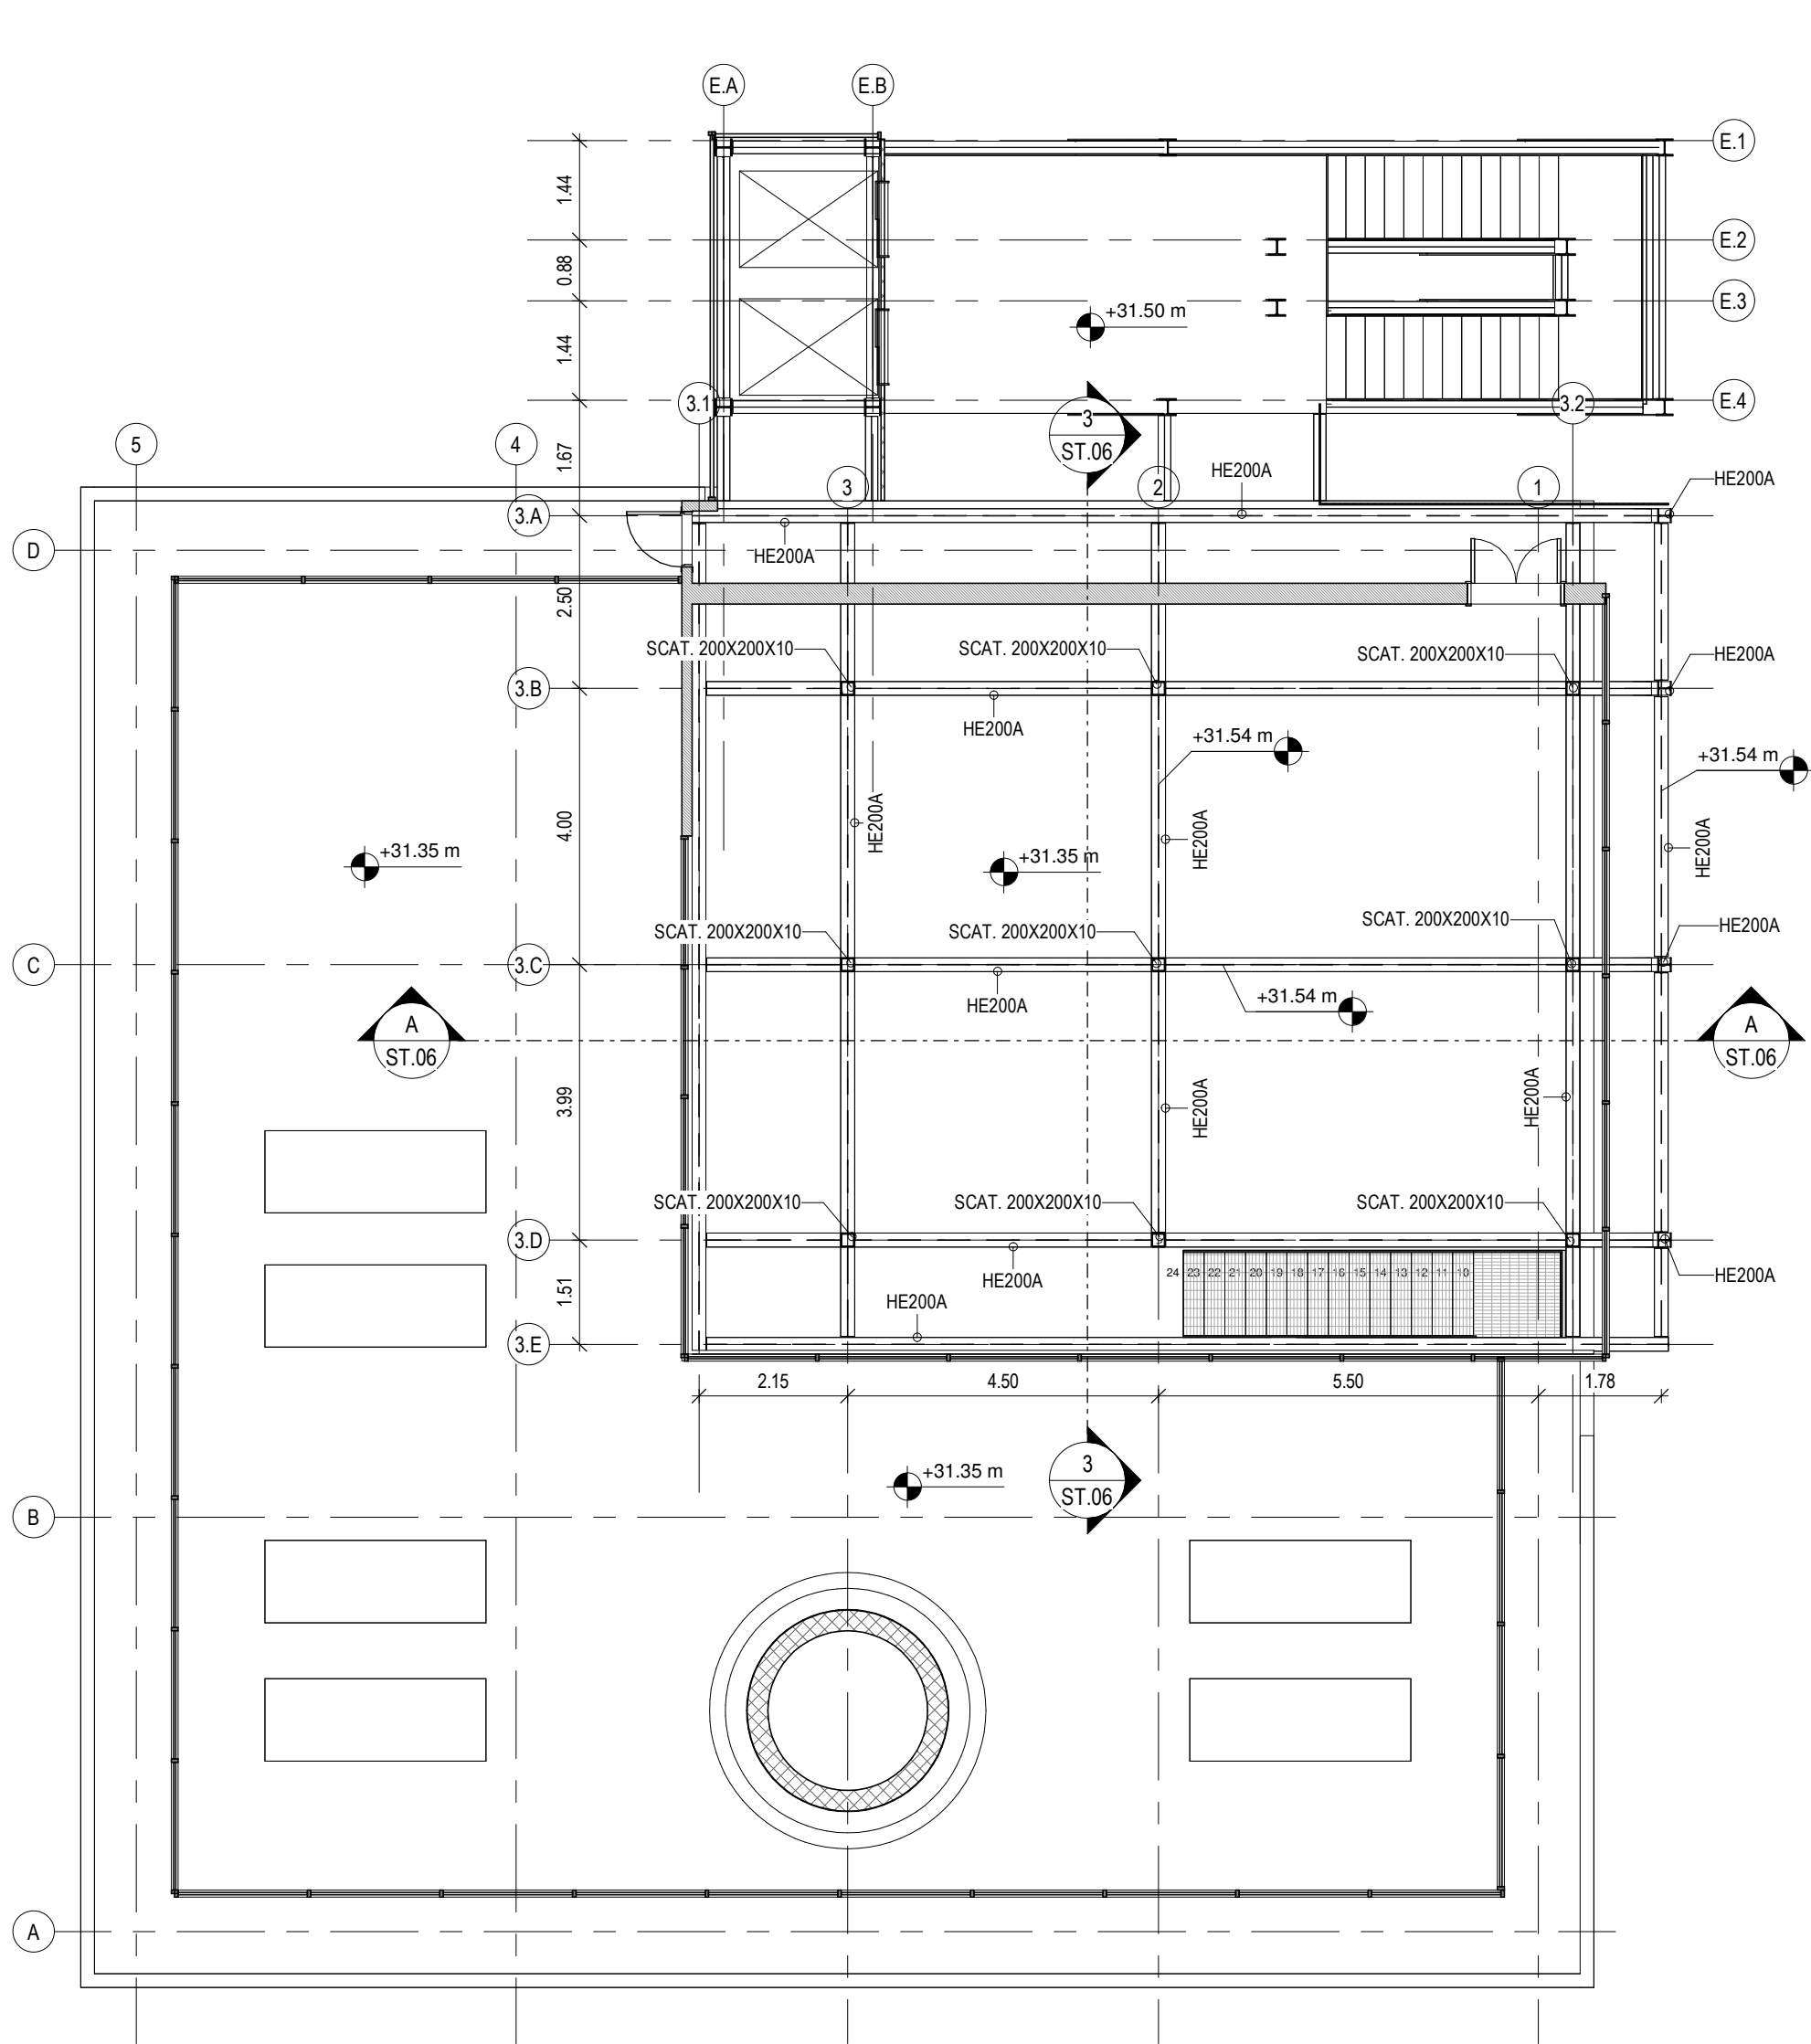 E.A
E.B
E.1
1.44
E.2
0.88
E.3
+31.50 m
1.44
3.1
3.2
E.4
3
ST.06
5
4
1.67
HE200A
HE200A
3
2
1
3.A
D
HE200A
2.50
SCAT. 200X200X10
SCAT. 200X200X10
SCAT. 200X200X10
HE200A
3.B
HE200A
+31.54 m
+31.54 m
4.00
HE200A
HE200A
HE200A
+31.35 m
+31.35 m
SCAT. 200X200X10
SCAT. 200X200X10
SCAT. 200X200X10
HE200A
C
3.C
HE200A
+31.54 m
A
ST.06
A
ST.06
3.99
HE200A
HE200A
SCAT. 200X200X10
SCAT. 200X200X10
SCAT. 200X200X10
3.D
HE200A
HE200A
24 23 22 21 20 19 18 17 16 15 14 13 12 11 10
1.51
HE200A
3.E
2.15
4.50
5.50
1.78
+31.35 m
3
ST.06
B
A